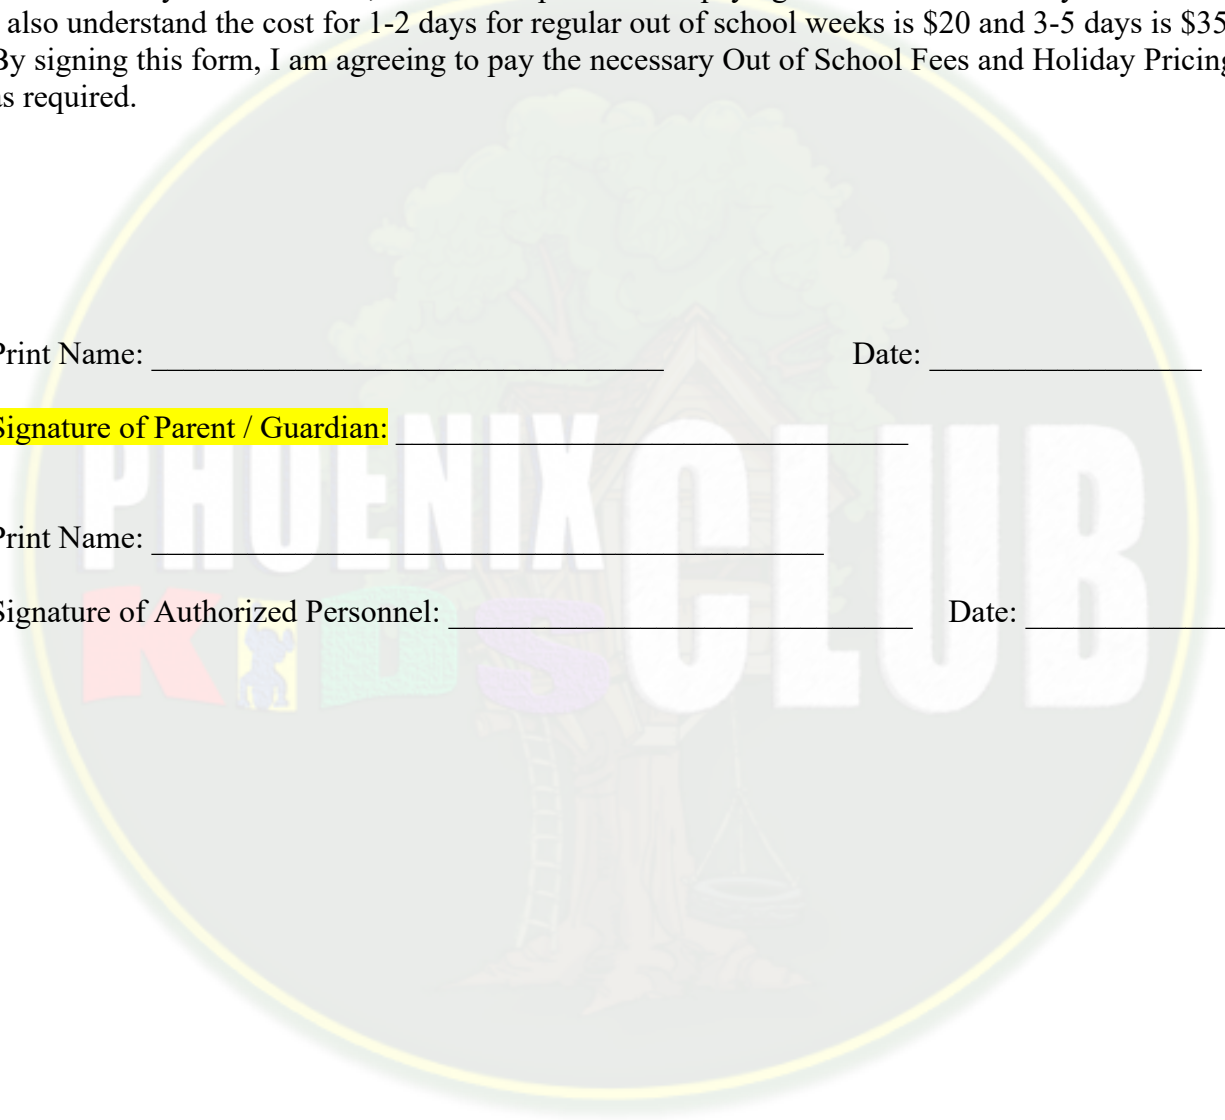 also understand the cost for 1-2 days for regular out of school weeks is $20 and 3-5 days is $35
By signing this form, I am agreeing to pay the necessary Out of School Fees and Holiday Pricing
as required.
Print Name: Date:
Signature of Parent / Guardian:
PHOENIX CLUB
Print Name:
Signature of Authorized Personnel: Date:
KIDS